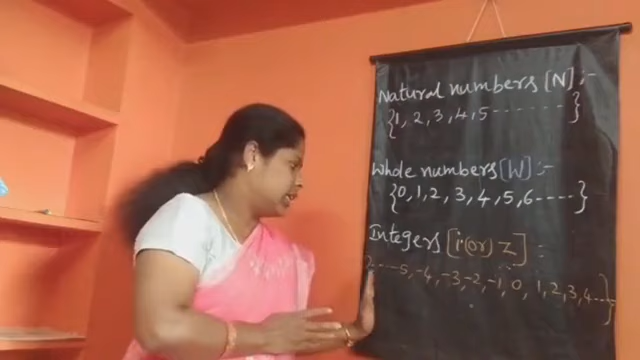 Natural numbers [N] :-
{1, 2, 3, 4, 5 ------- }
Whole numbers [W] :-
{0, 1, 2, 3, 4, 5, 6 ---- }
Integers [i (or) Z] :
{ ---- -5, -4, -3, -2, -1, 0, 1, 2, 3, 4 --- }